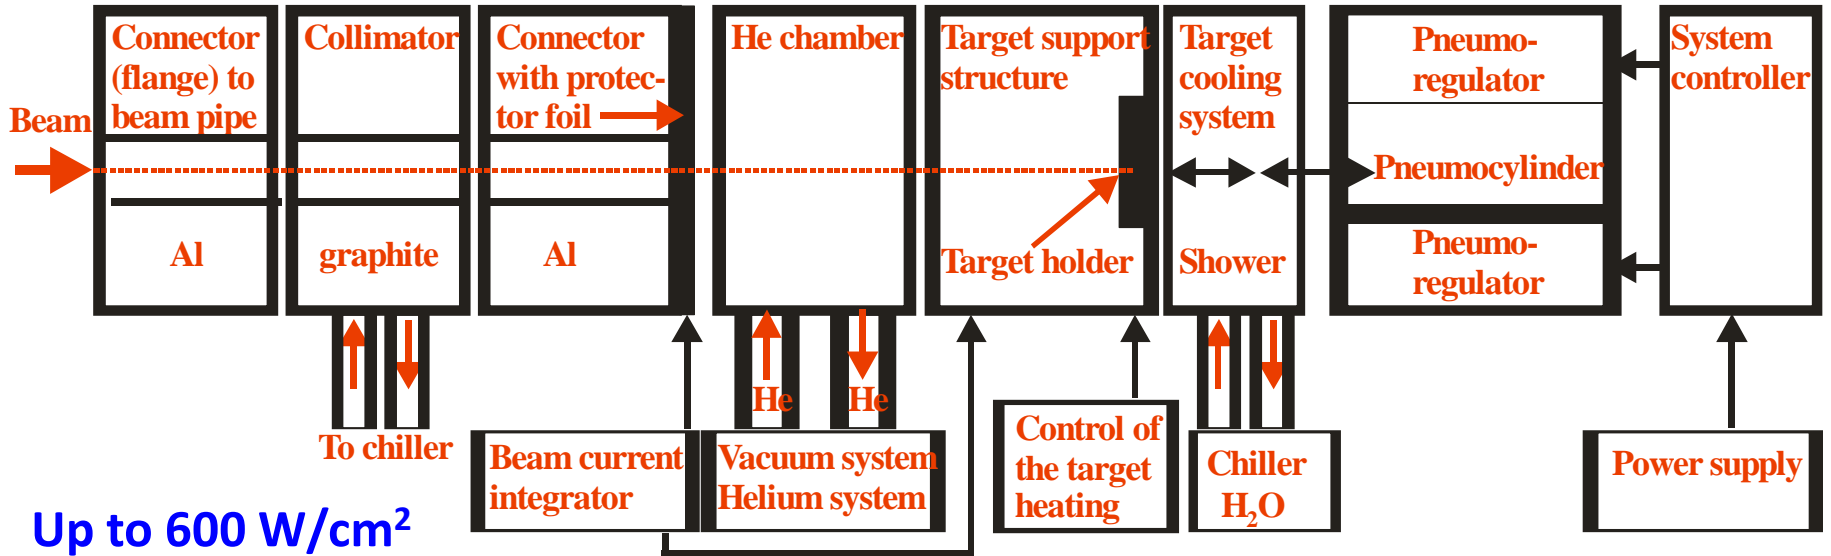 Connector
(flange) to
beam pipe
Collimator
Connector
with protec-
tor foil
He chamber
Target support
structure
Target
cooling
system
Pneumo-
regulator
System
controller
Beam
Pneumocylinder
Al
graphite
Al
Target holder
Shower
Pneumo-
regulator
He
He
To chiller
Beam current
integrator
Vacuum system
Helium system
Control of
the target
heating
Chiller
H₂O
Power supply
Up to 600 W/cm²